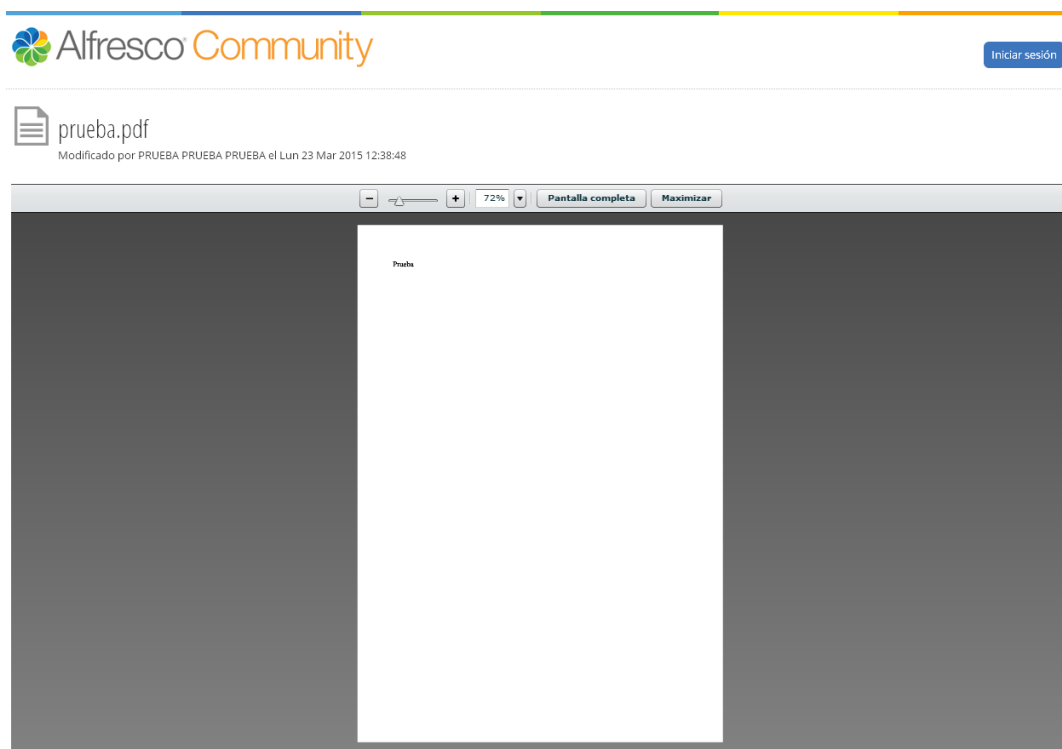 Alfresco® Community
Iniciar sesión
prueba.pdf
Modificado por PRUEBA PRUEBA PRUEBA el Lun 23 Mar 2015 12:38:48
72% Pantalla completa Maximizar
Prueba